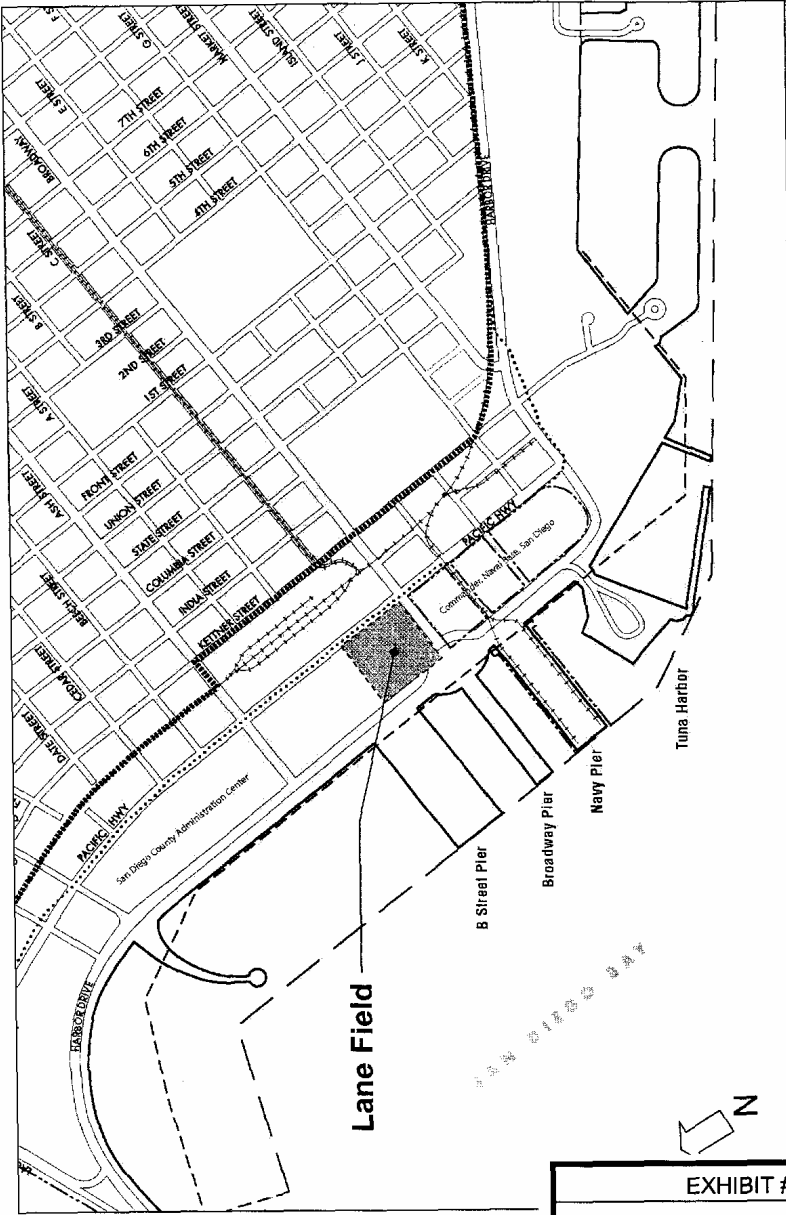 F S
G STREET
MARKET STREET
ISLAND STREET
J STREET
K STREET
E STREET
7TH STREET
6TH STREET
5TH STREET
4TH STREET
BROADWAY
C STREET
B STREET
3RD STREET
2ND STREET
1ST STREET
HARBOR DRIVE
A STREET
ASH STREET
FRONT STREET
UNION STREET
STATE STREET
COLUMBIA STREET
INDIA STREET
KETTNER STREET
BEECH STREET
CEDAR STREET
DATE STREET
PACIFIC HWY
Commander, Naval Base, San Diego
PACIFIC HWY
San Diego County Administration Center
HARBOR DRIVE
Lane Field
B Street Pier
Broadway Pier
Navy Pier
Tuna Harbor
SAN DIEGO BAY
N
EXHIBIT #